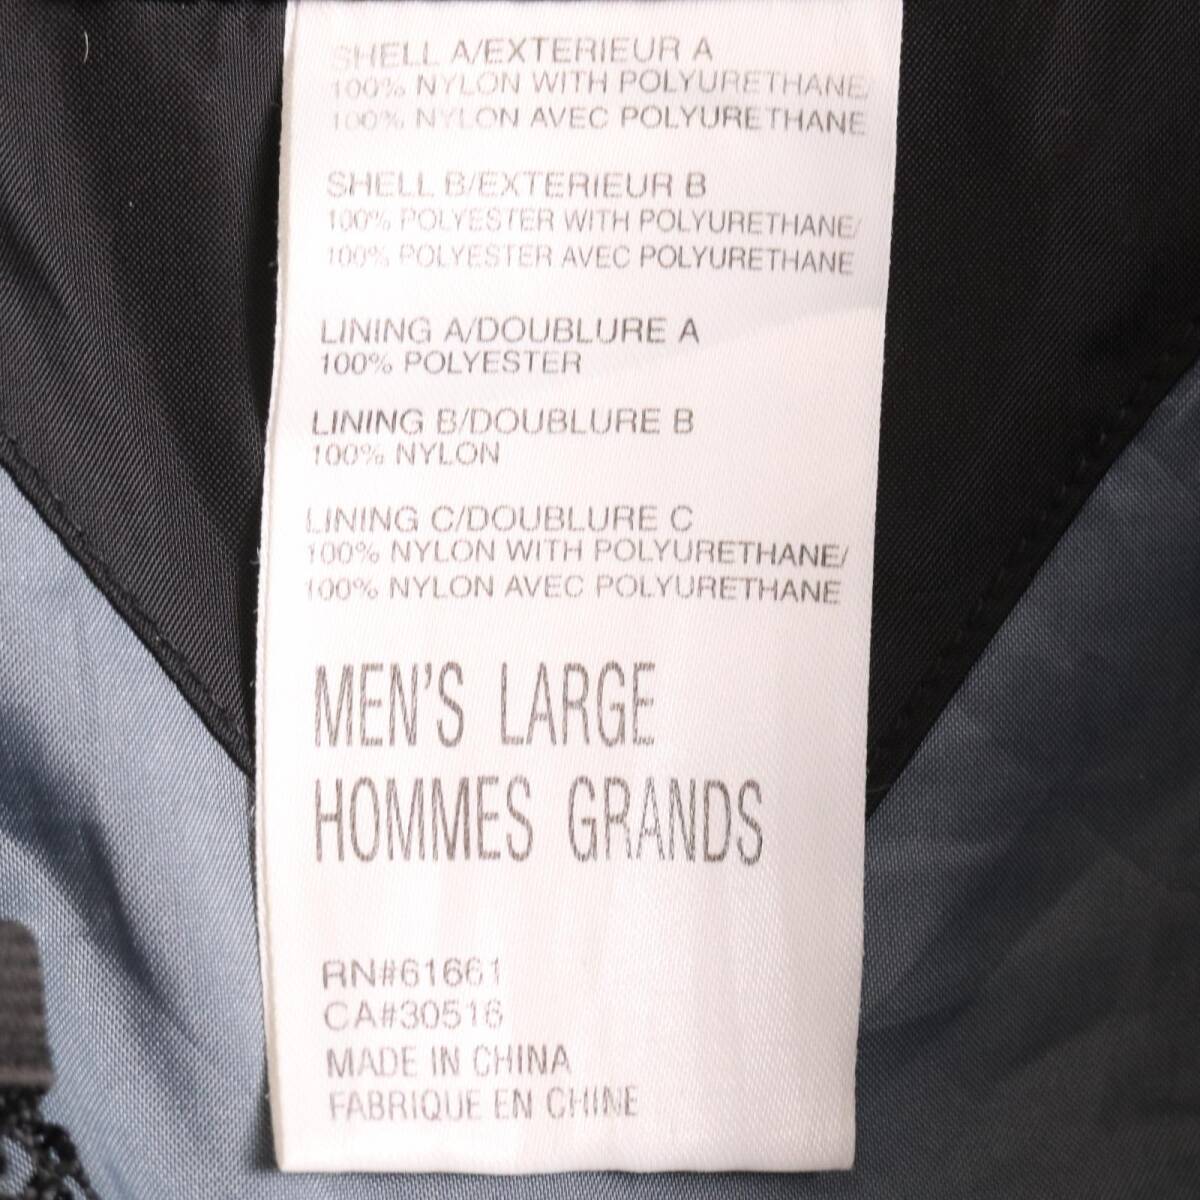 SHELL A/EXTERIEUR A
100% NYLON WITH POLYURETHANE/
100% NYLON AVEC POLYURETHANE
SHELL B/EXTERIEUR B
100% POLYESTER WITH POLYURETHANE/
100% POLYESTER AVEC POLYURETHANE
LINING A/DOUBLURE A
100% POLYESTER
LINING B/DOUBLURE B
100% NYLON
LINING C/DOUBLURE C
100% NYLON WITH POLYURETHANE/
100% NYLON AVEC POLYURETHANE
MEN'S LARGE
HOMMES GRANDS
RN#61661
CA#30516
MADE IN CHINA
FABRIQUE EN CHINE